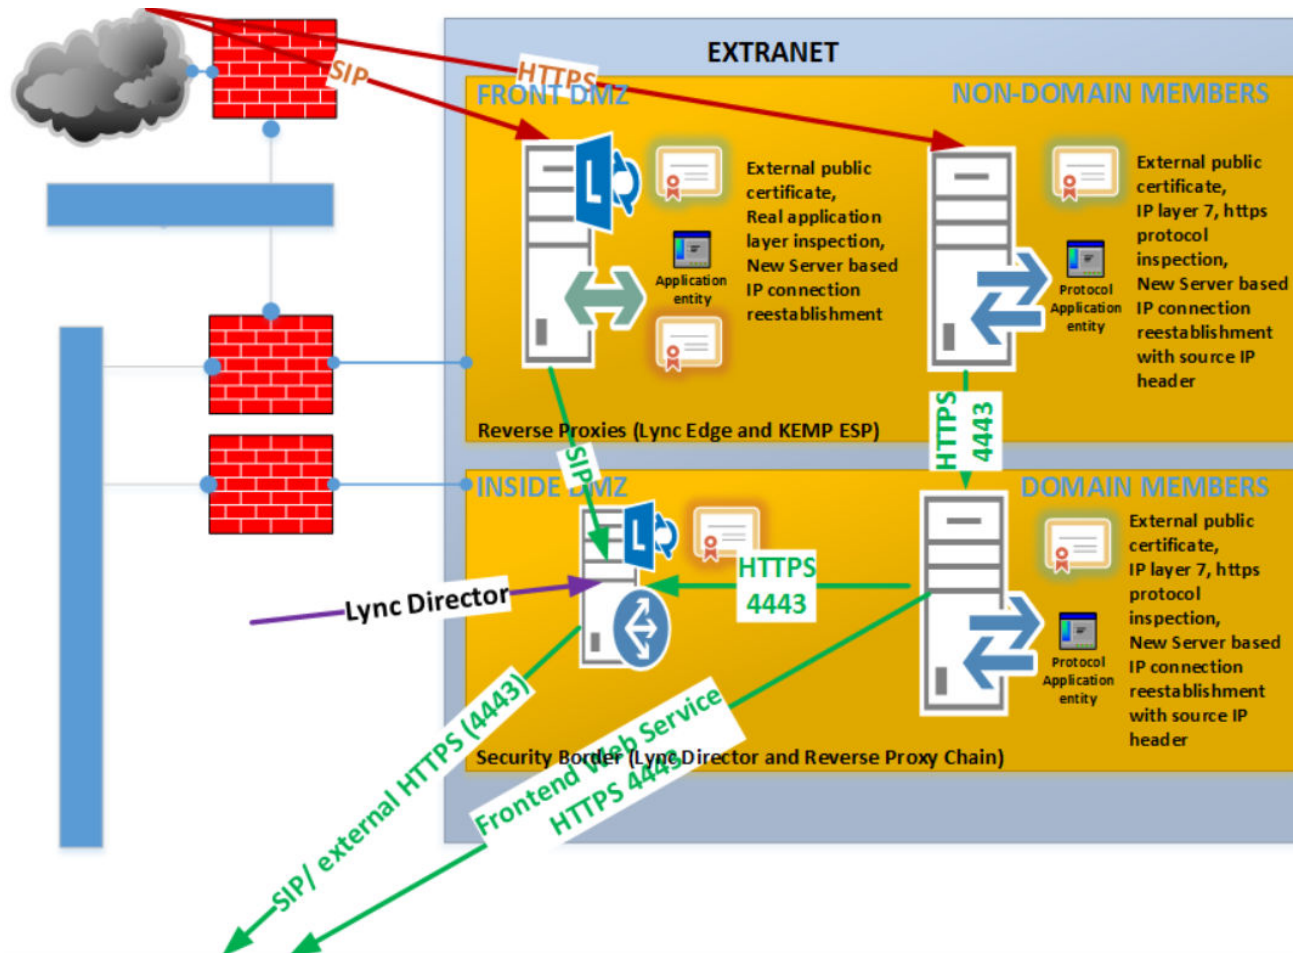 EXTRANET
SIP
HTTPS
FRONT DMZ
NON-DOMAIN MEMBERS
L
External public
certificate,
Real application
layer inspection,
New Server based
IP connection
reestablishment
Application
entity
External public
certificate,
IP layer 7, https
protocol
inspection,
New Server based
IP connection
reestablishment
with source IP
header
Protocol
Application
entity
Reverse Proxies (Lync Edge and KEMP ESP)
SIP
HTTPS
4443
INSIDE DMZ
DOMAIN MEMBERS
L
External public
certificate,
IP layer 7, https
protocol
inspection,
New Server based
IP connection
reestablishment
with source IP
header
Protocol
Application
entity
HTTPS
4443
Lync Director
Security Border (Lync Director and Reverse Proxy Chain)
SIP/ external HTTPS (4443)
Frontend Web Service
HTTPS 4443